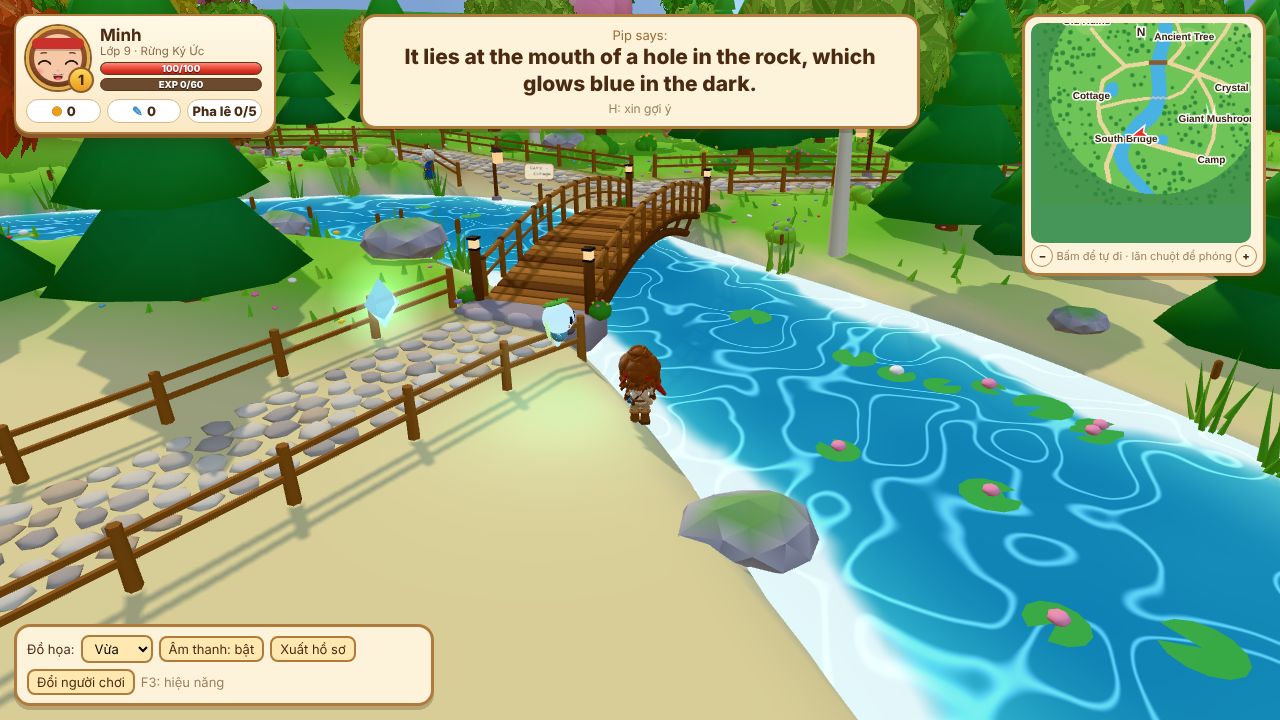 Minh
Lớp 9 · Rừng Ký Ức
100/100
EXP 0/60
1
0
0
Pha lê 0/5
Pip says:
It lies at the mouth of a hole in the rock, which
glows blue in the dark.
H: xin gợi ý
N
Ancient Tree
Cottage
Crystal
Giant Mushroom
South Bridge
Camp
Bấm để tự đi · lăn chuột để phóng
− +
Đồ họa: Vừa Âm thanh: bật Xuất hồ sơ
Đổi người chơi F3: hiệu năng